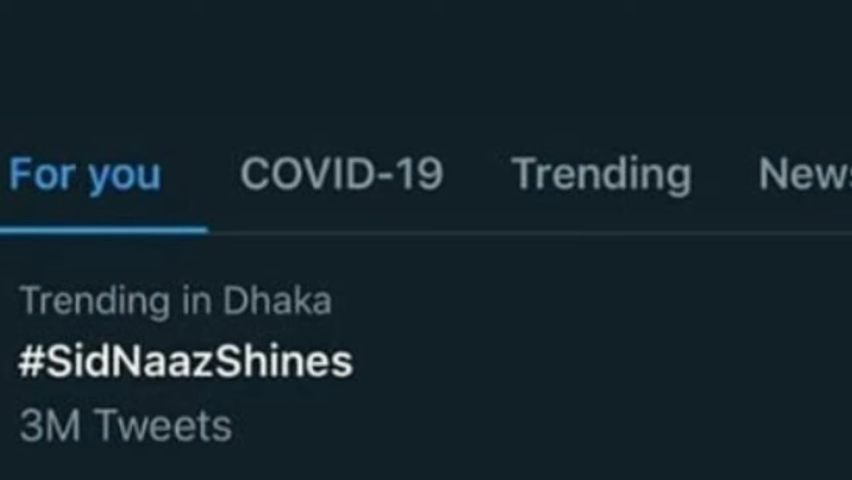 For you COVID-19 Trending News
Trending in Dhaka
#SidNaazShines
3M Tweets